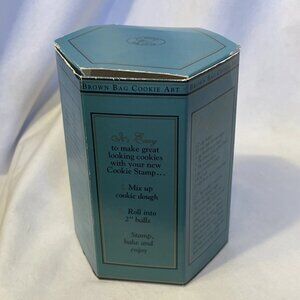 Brown Bag Cookie Art
It's Easy
to make great
looking cookies
with your new
Cookie Stamp...
Mix up
cookie dough
Roll into
2" balls
Stamp,
bake and
enjoy